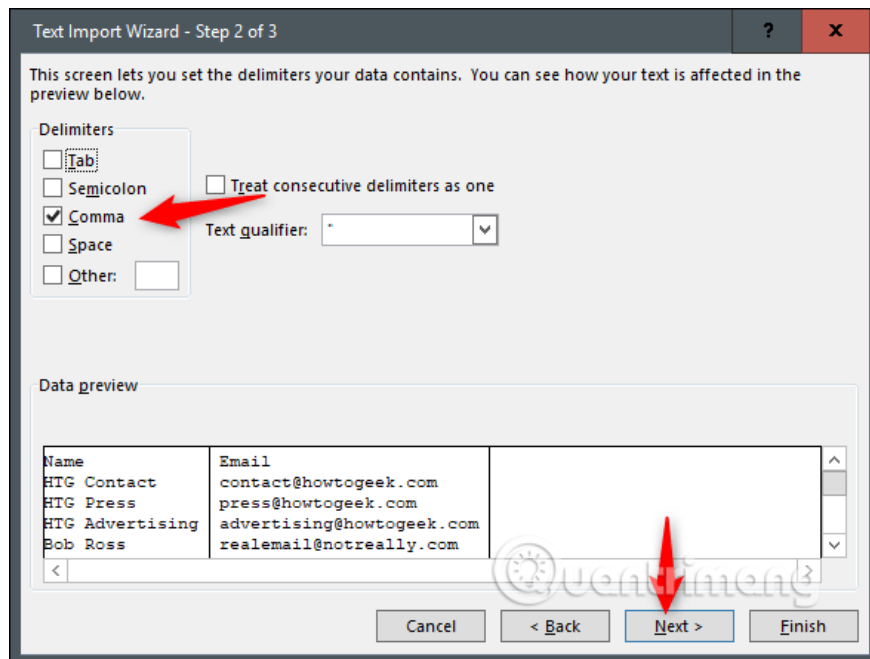 Text Import Wizard - Step 2 of 3
?
x
This screen lets you set the delimiters your data contains.  You can see how your text is affected in the
preview below.
Delimiters
Tab
Semicolon
Comma
Space
Other:
Treat consecutive delimiters as one
Text qualifier: "
Data preview
Name Email
HTG Contact contact@howtogeek.com
HTG Press press@howtogeek.com
HTG Advertising advertising@howtogeek.com
Bob Ross realemail@notreally.com
Quantrimang
Cancel < Back Next > Finish